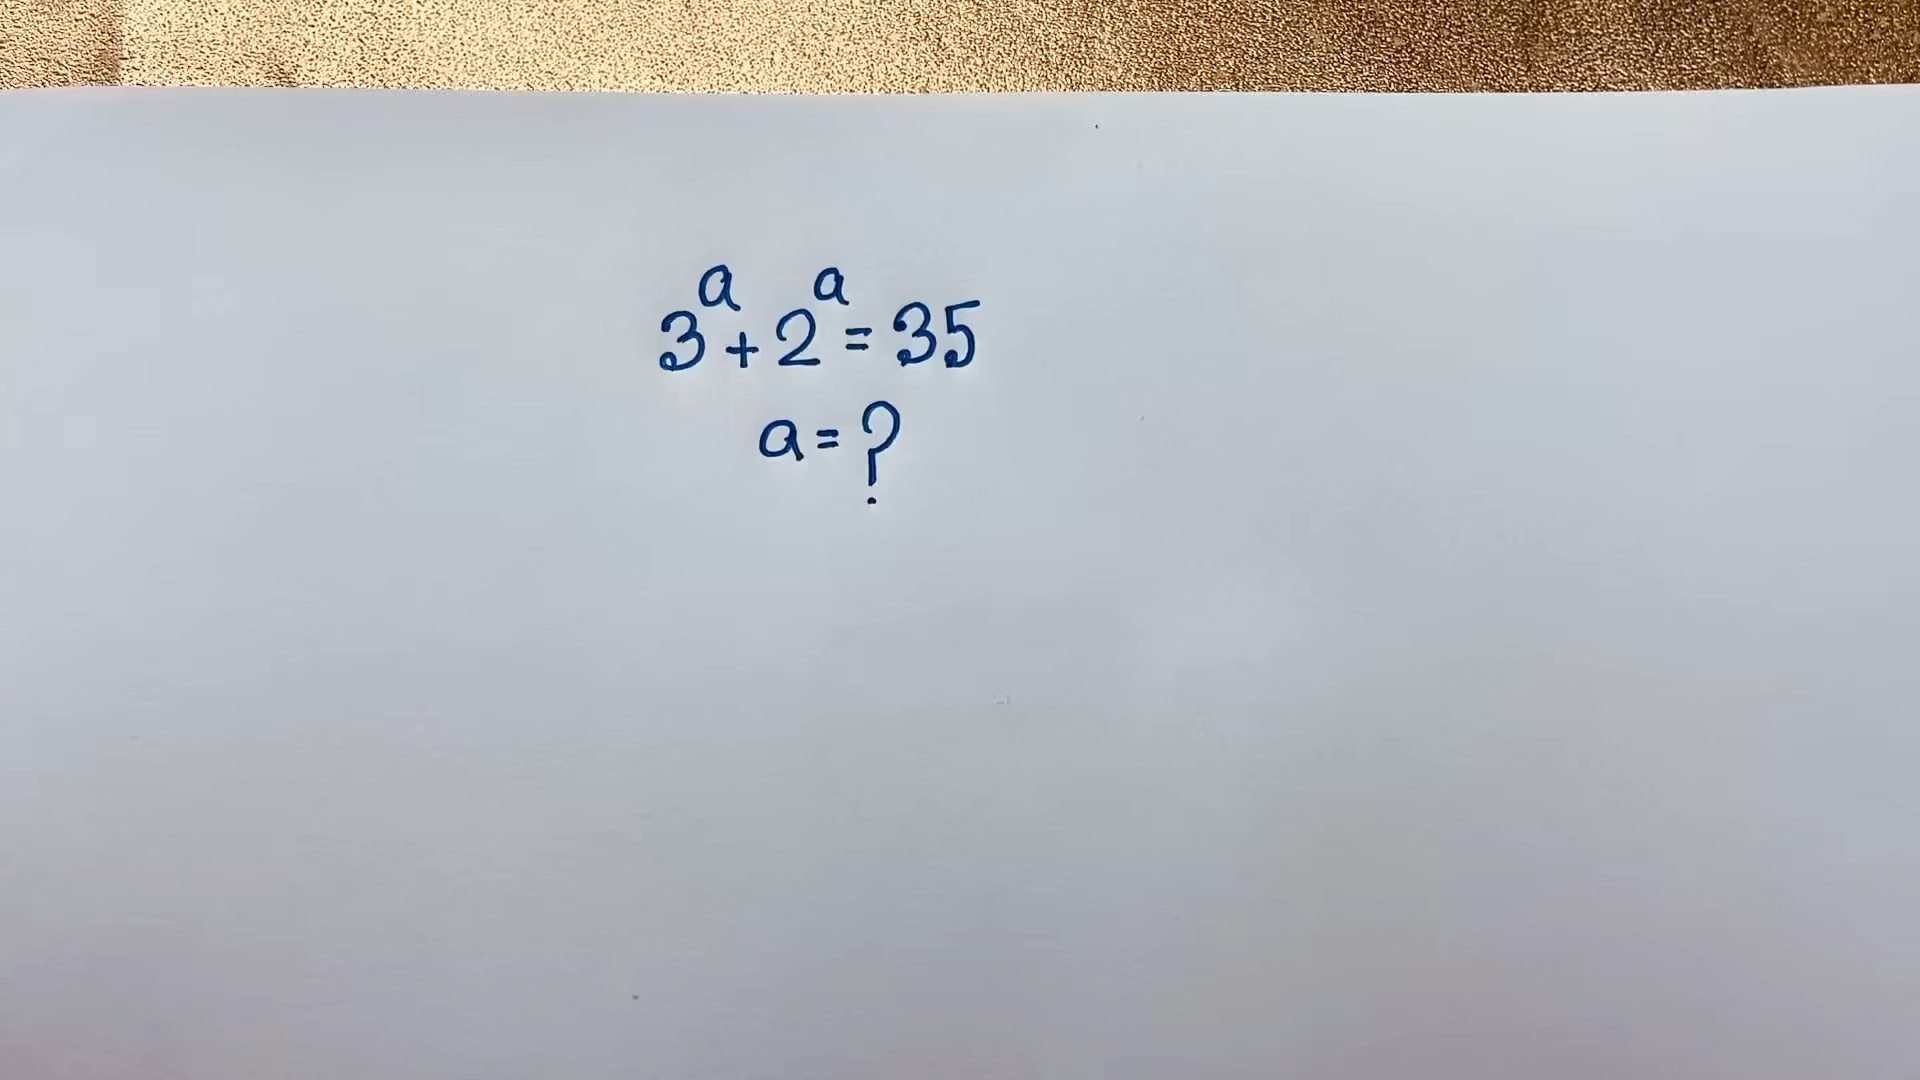 3^a + 2^a = 35
a = ?